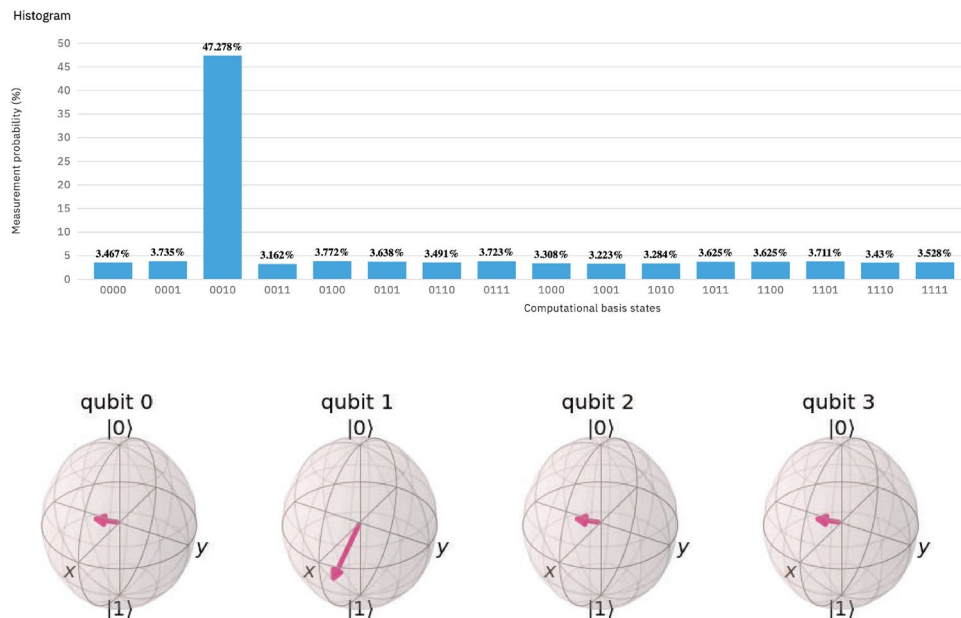 Histogram
Measurement probability (%)
50
45
40
35
30
25
20
15
10
5
0
47.278%
3.467% 3.735% 3.162% 3.772% 3.638% 3.491% 3.723% 3.308% 3.223% 3.284% 3.625% 3.625% 3.711% 3.43% 3.528%
0000 0001 0010 0011 0100 0101 0110 0111 1000 1001 1010 1011 1100 1101 1110 1111
Computational basis states
qubit 0 qubit 1 qubit 2 qubit 3
|0⟩ |0⟩ |0⟩ |0⟩
y y y y
x x x x
|1⟩ |1⟩ |1⟩ |1⟩